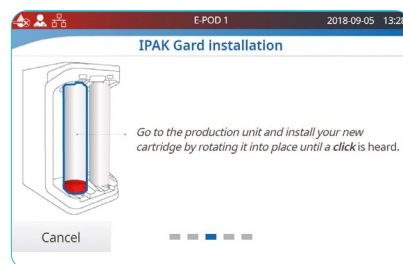 E-POD 1 2018-09-05 13:28
IPAK Gard installation
Go to the production unit and install your new
cartridge by rotating it into place until a click is heard.
Cancel